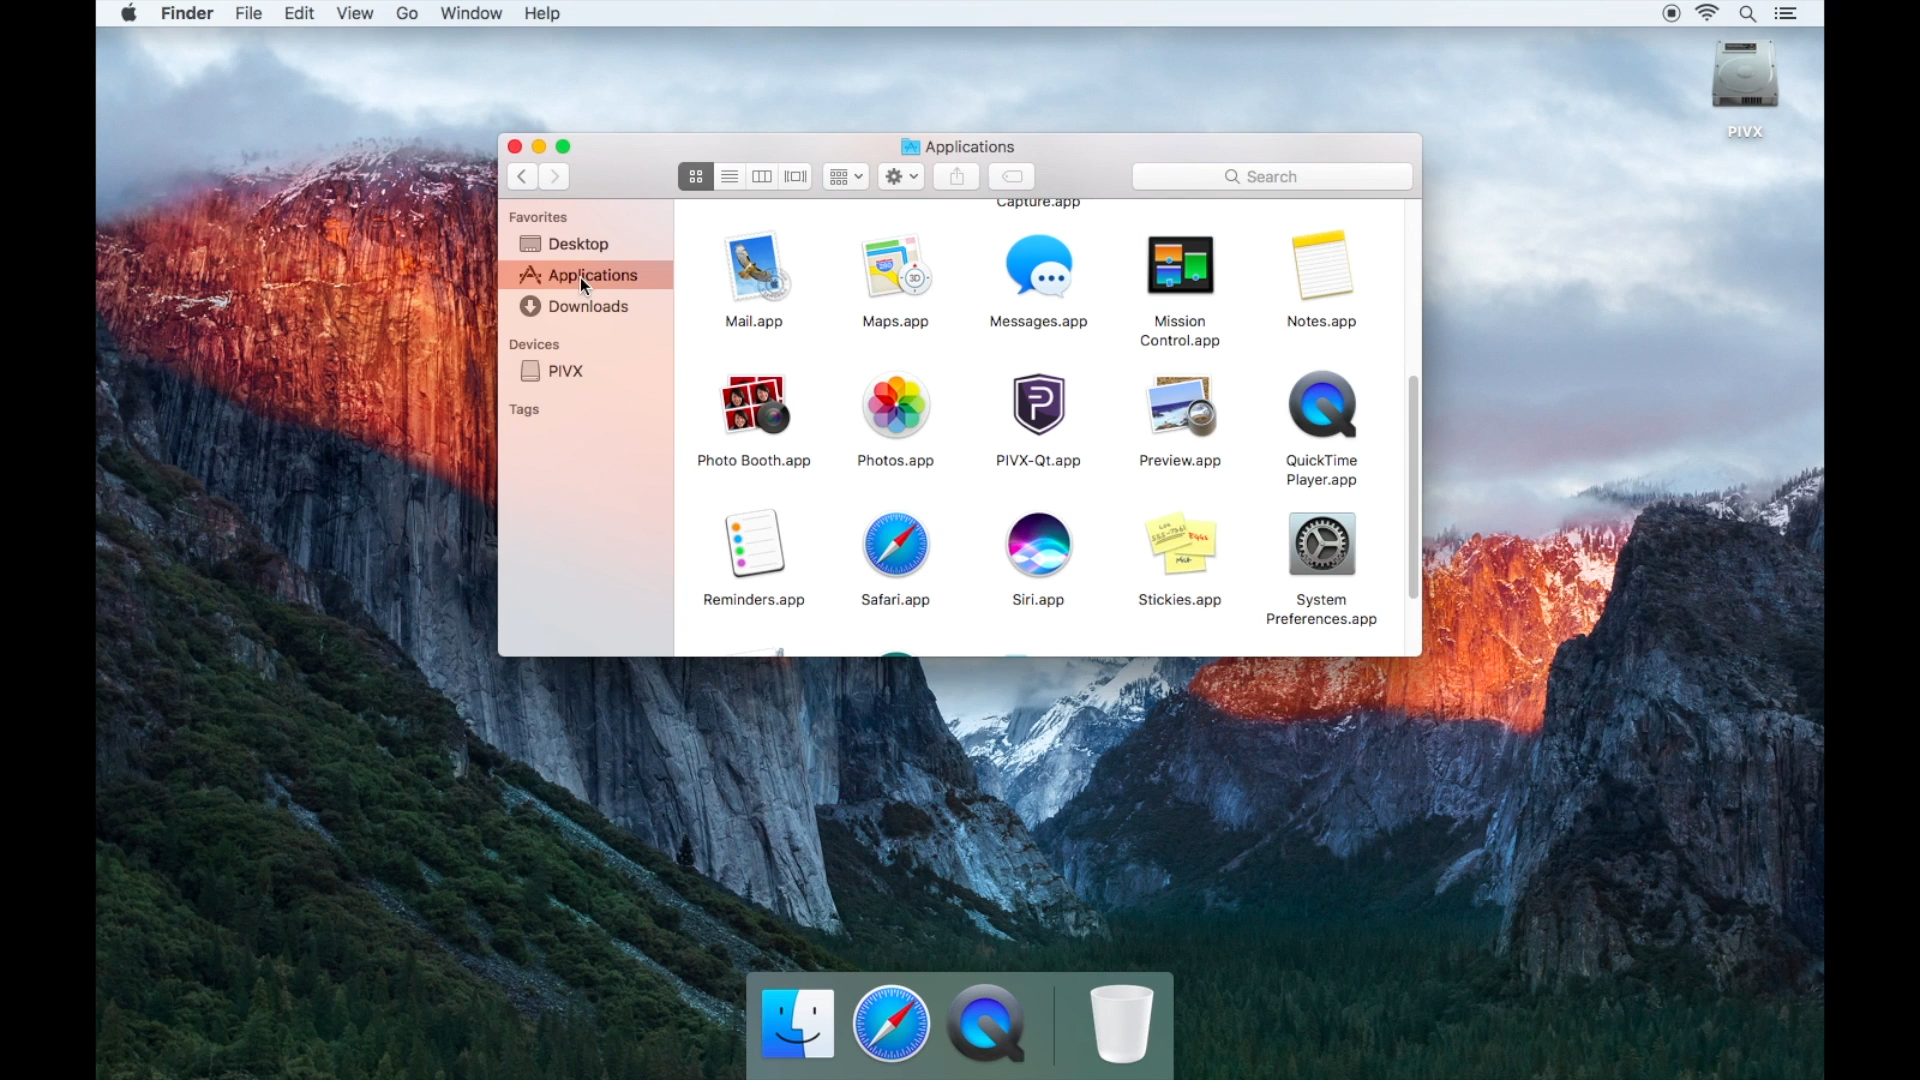 Finder File Edit View Go Window Help
PIVX
Applications
Search
Favorites
Desktop
Applications
Downloads
Devices
PIVX
Tags
Capture.app
Mail.app
Maps.app
3D
Messages.app
Mission
Control.app
Notes.app
Photo Booth.app
Photos.app
PIVX-Qt.app
Preview.app
QuickTime
Player.app
Reminders.app
Safari.app
Siri.app
Stickies.app
System
Preferences.app